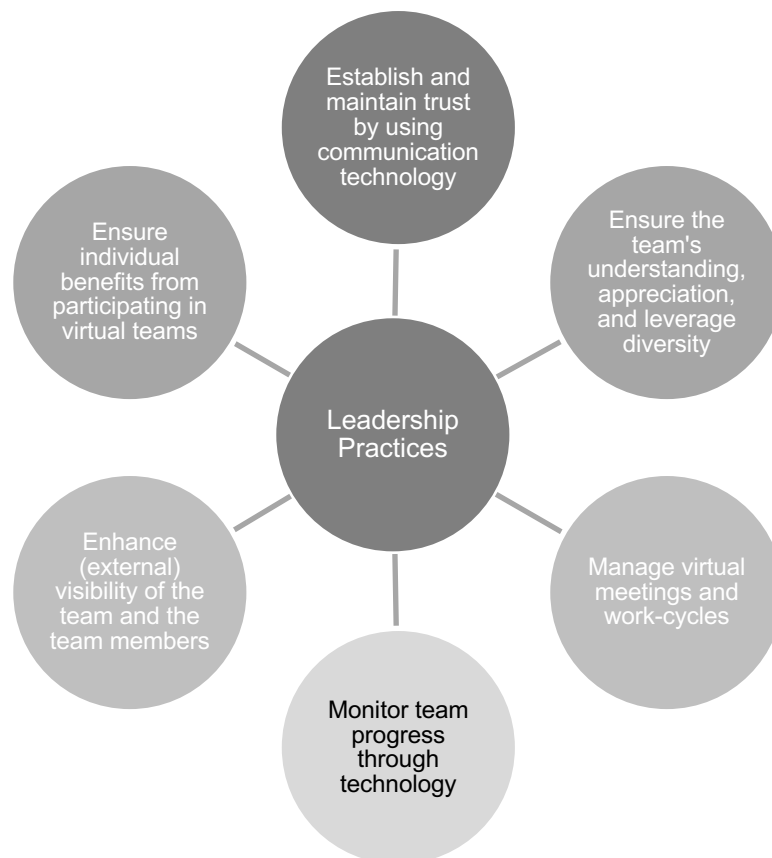 Establish and
maintain trust
by using
communication
technology
Ensure the
team's
understanding,
appreciation,
and leverage
diversity
Manage virtual
meetings and
work-cycles
Monitor team
progress
through
technology
Enhance
(external)
visibility of the
team and the
team members
Ensure
individual
benefits from
participating in
virtual teams
Leadership
Practices